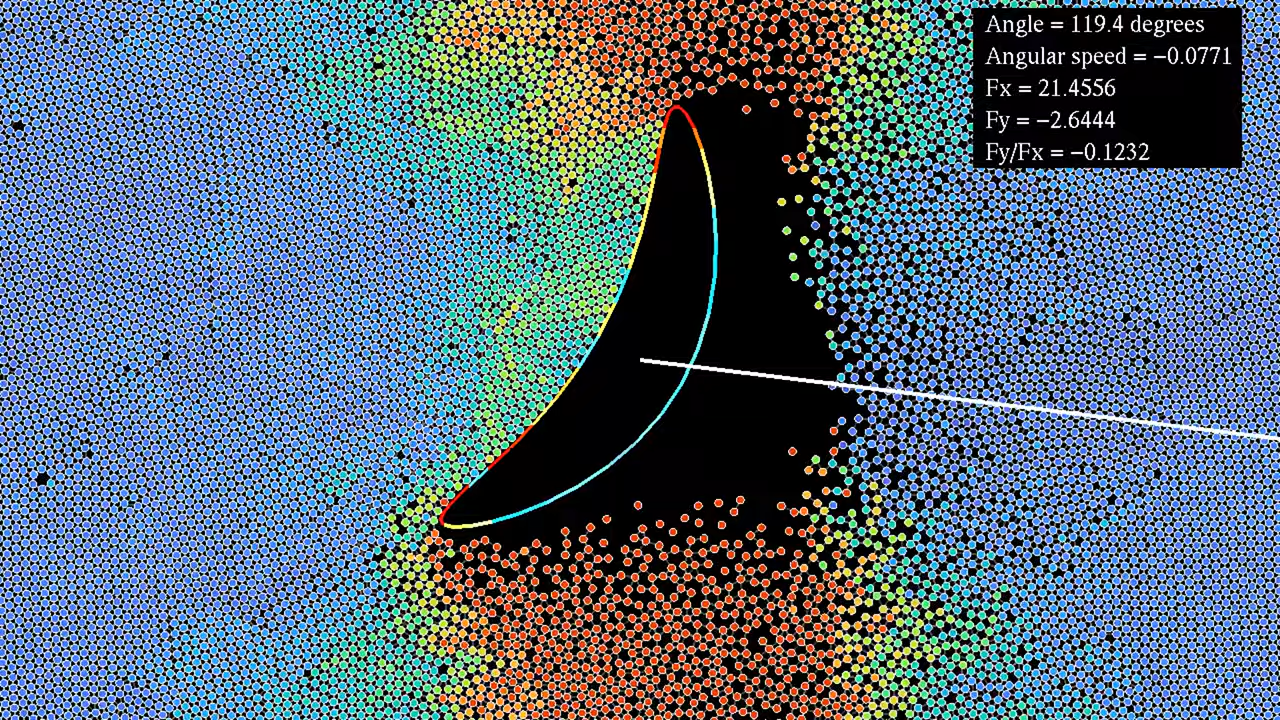 Angle = 119.4 degrees
Angular speed = −0.0771
Fx = 21.4556
Fy = −2.6444
Fy/Fx = −0.1232